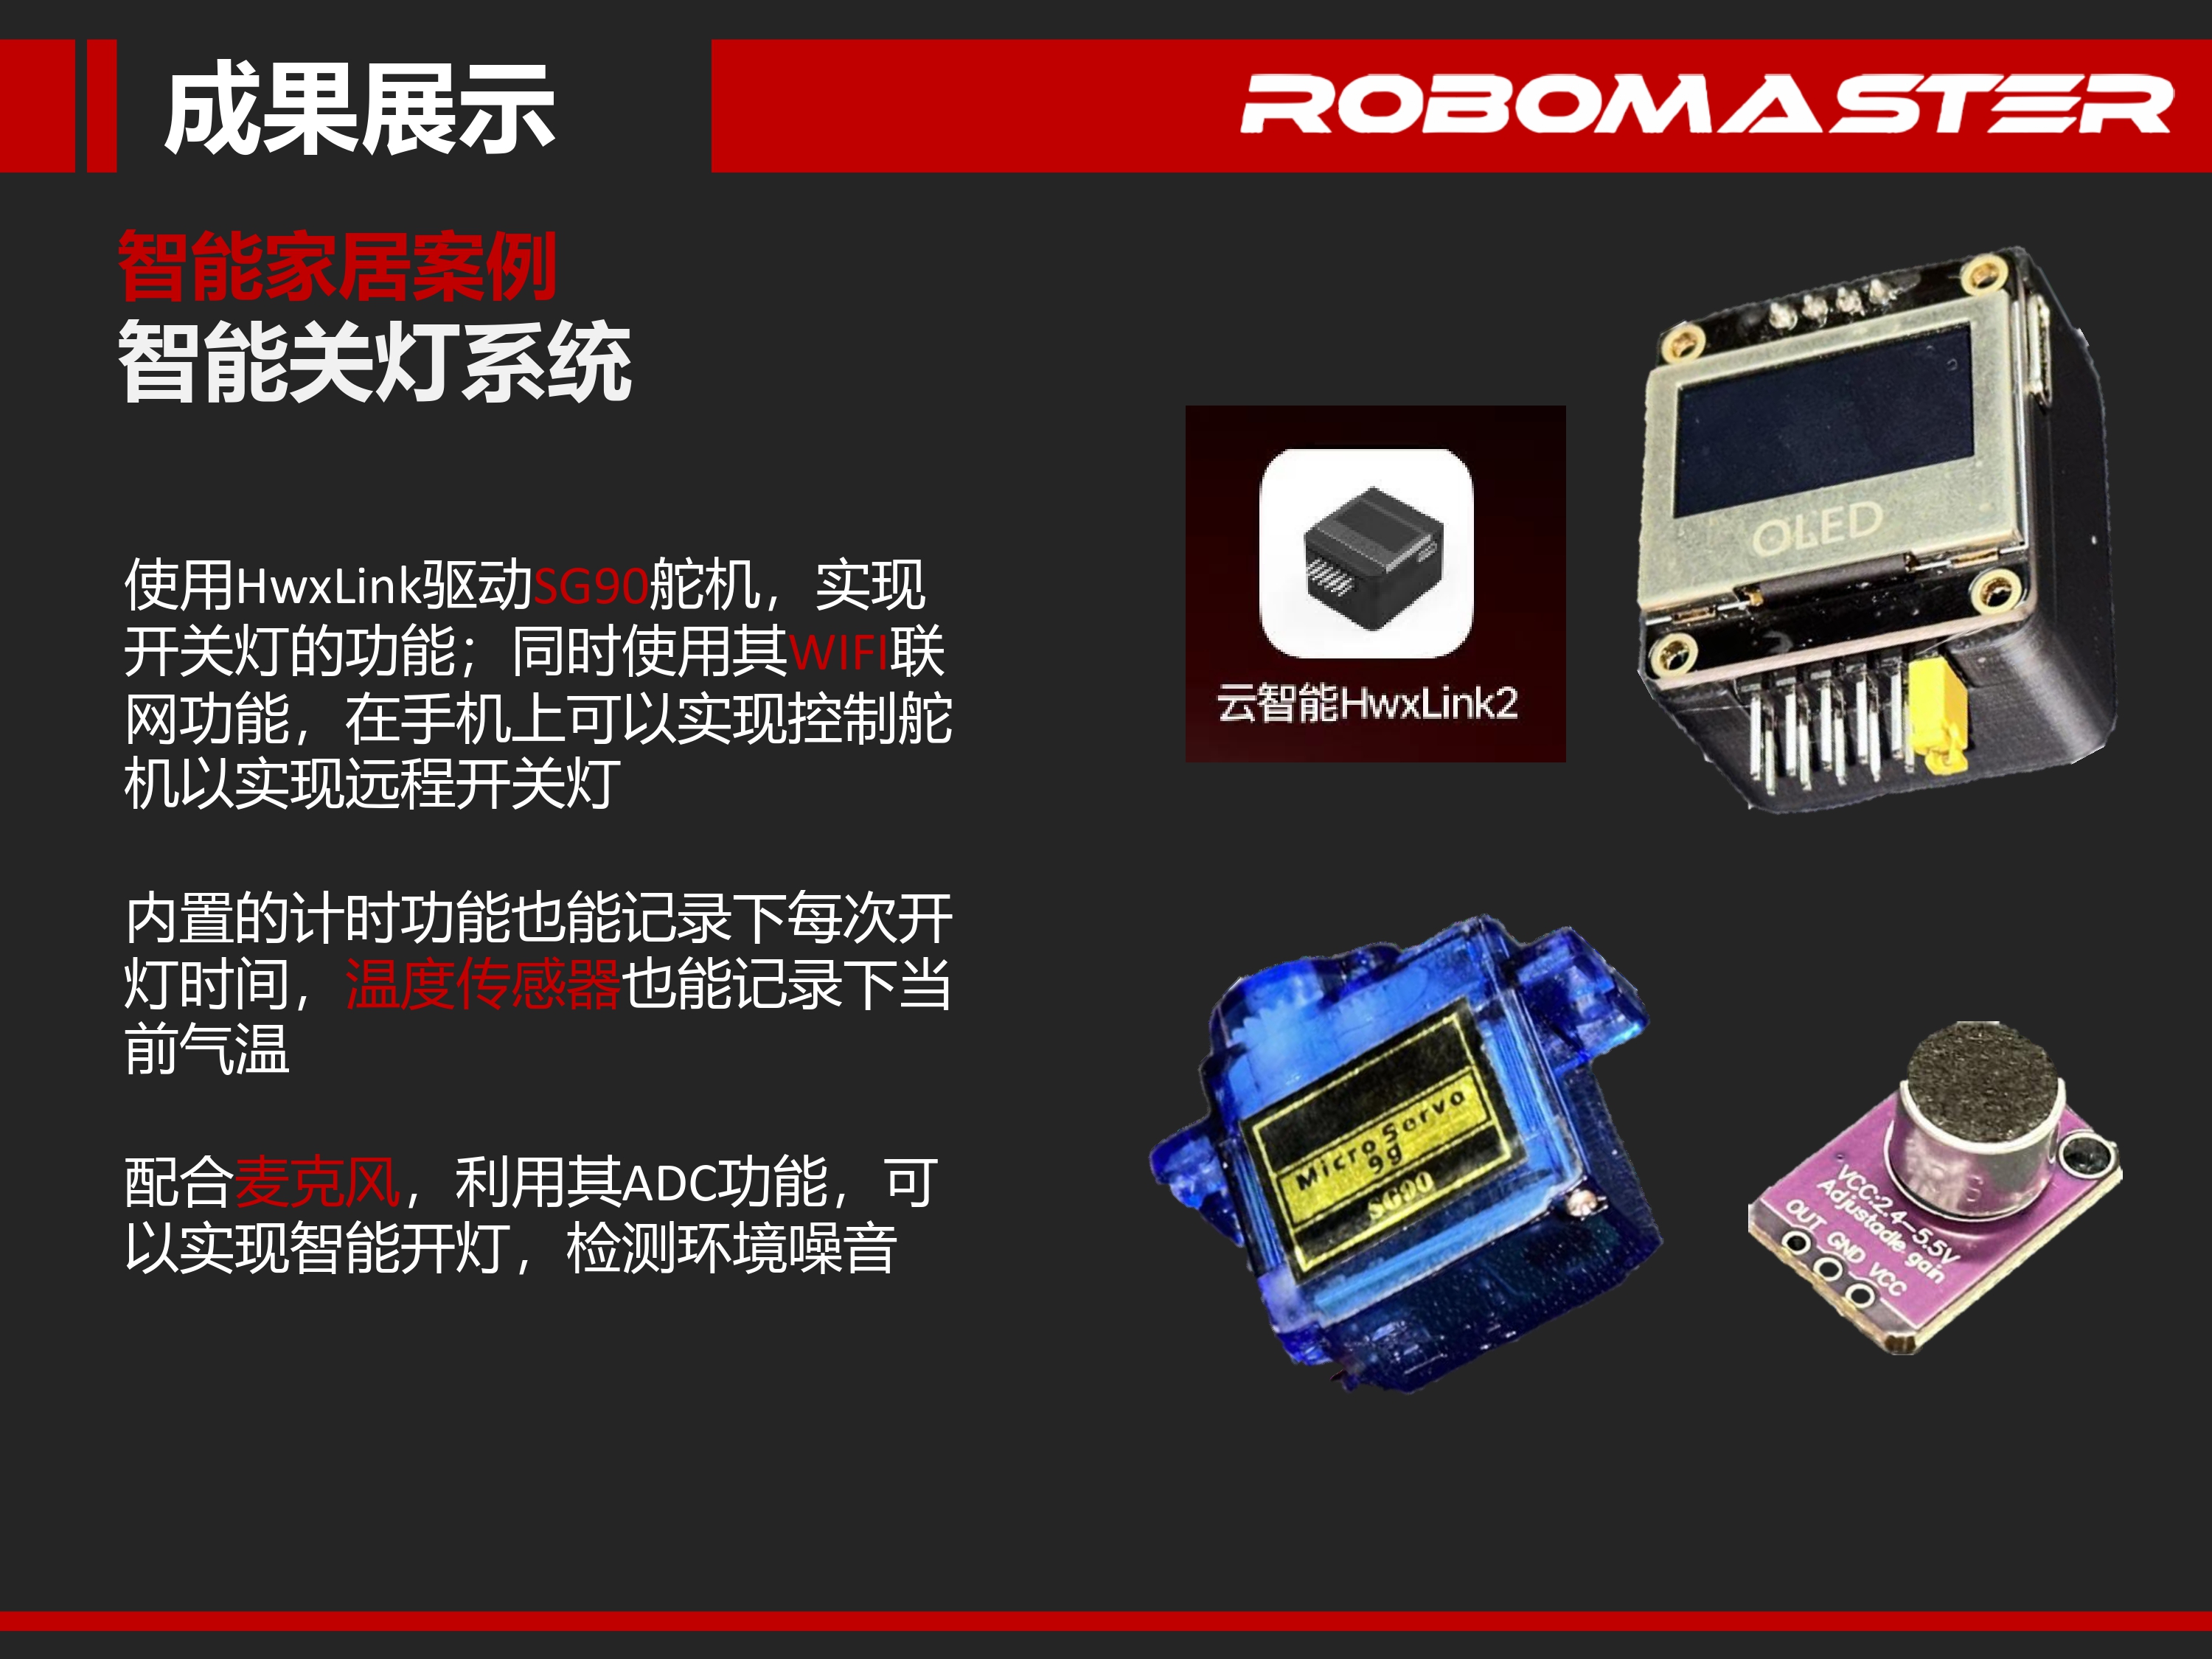 成果展示
ROBOMASTER
智能家居案例
智能关灯系统
使用HwxLink驱动SG90舵机，实现
开关灯的功能；同时使用其WIFI联
网功能，在手机上可以实现控制舵
机以实现远程开关灯
内置的计时功能也能记录下每次开
灯时间，温度传感器也能记录下当
前气温
配合麦克风，利用其ADC功能，可
以实现智能开灯，检测环境噪音
云智能HwxLink2
OLED
Micro Servo
9g
SG90
VCC:2.4-5.5V
Adjustadle gain
OUT GND VCC